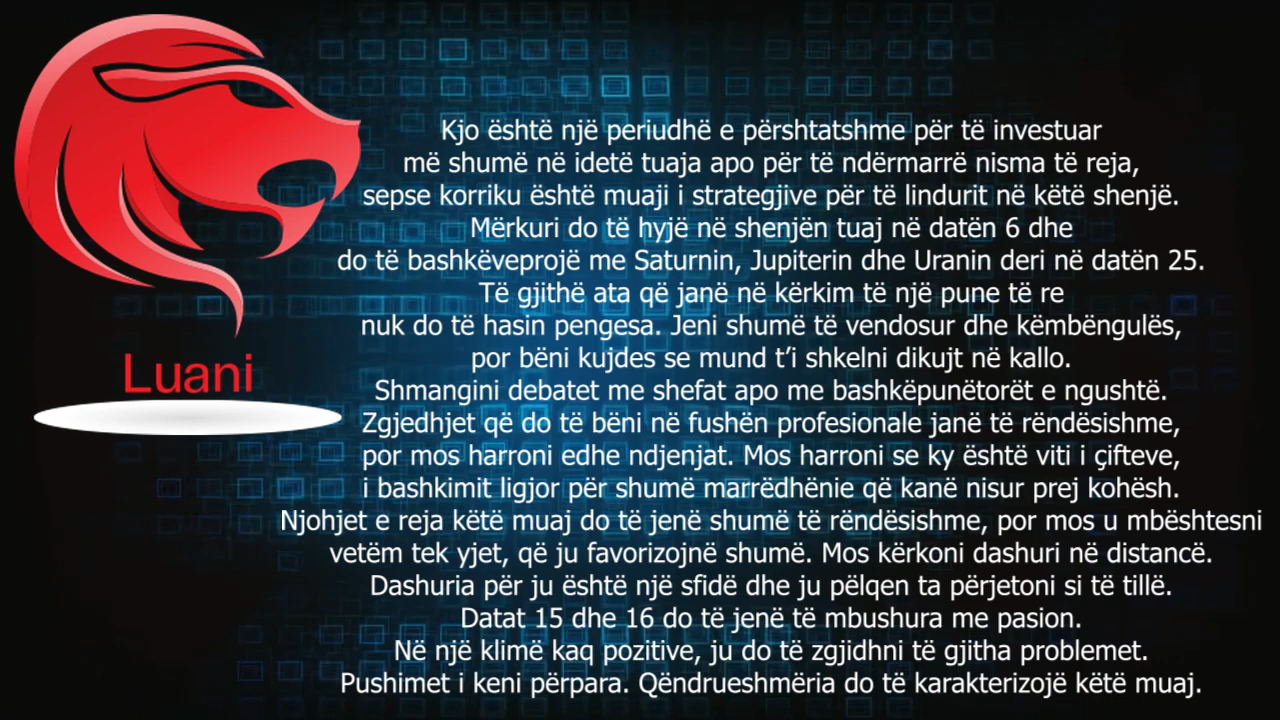 Luani
Kjo është një periudhë e përshtatshme për të investuar
më shumë në idetë tuaja apo për të ndërmarrë nisma të reja,
sepse korriku është muaji i strategjive për të lindurit në këtë shenjë.
Mërkuri do të hyjë në shenjën tuaj në datën 6 dhe
do të bashkëveprojë me Saturnin, Jupiterin dhe Uranin deri në datën 25.
Të gjithë ata që janë në kërkim të një pune të re
nuk do të hasin pengesa. Jeni shumë të vendosur dhe këmbëngulës,
por bëni kujdes se mund t’i shkelni dikujt në kallo.
Shmangini debatet me shefat apo me bashkëpunëtorët e ngushtë.
Zgjedhjet që do të bëni në fushën profesionale janë të rëndësishme,
por mos harroni edhe ndjenjat. Mos harroni se ky është viti i çifteve,
i bashkimit ligjor për shumë marrëdhënie që kanë nisur prej kohësh.
Njohjet e reja këtë muaj do të jenë shumë të rëndësishme, por mos u mbështesni
vetëm tek yjet, që ju favorizojnë shumë. Mos kërkoni dashuri në distancë.
Dashuria për ju është një sfidë dhe ju pëlqen ta përjetoni si të tillë.
Datat 15 dhe 16 do të jenë të mbushura me pasion.
Në një klimë kaq pozitive, ju do të zgjidhni të gjitha problemet.
Pushimet i keni përpara. Qëndrueshmëria do të karakterizojë këtë muaj.